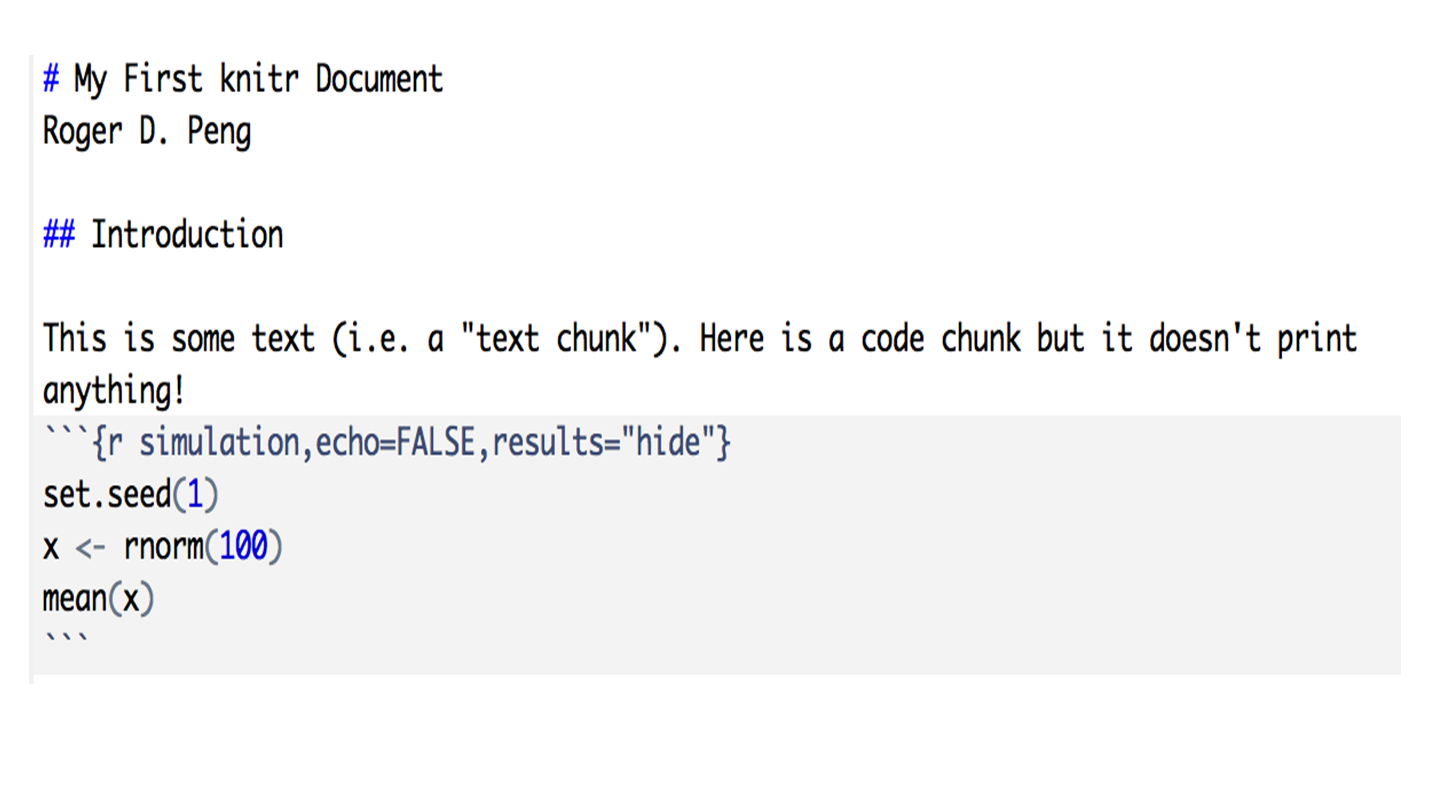 # My First knitr Document
Roger D. Peng
## Introduction
This is some text (i.e. a "text chunk"). Here is a code chunk but it doesn't print
anything!
```{r simulation,echo=FALSE,results="hide"}
set.seed(1)
x <- rnorm(100)
mean(x)
```